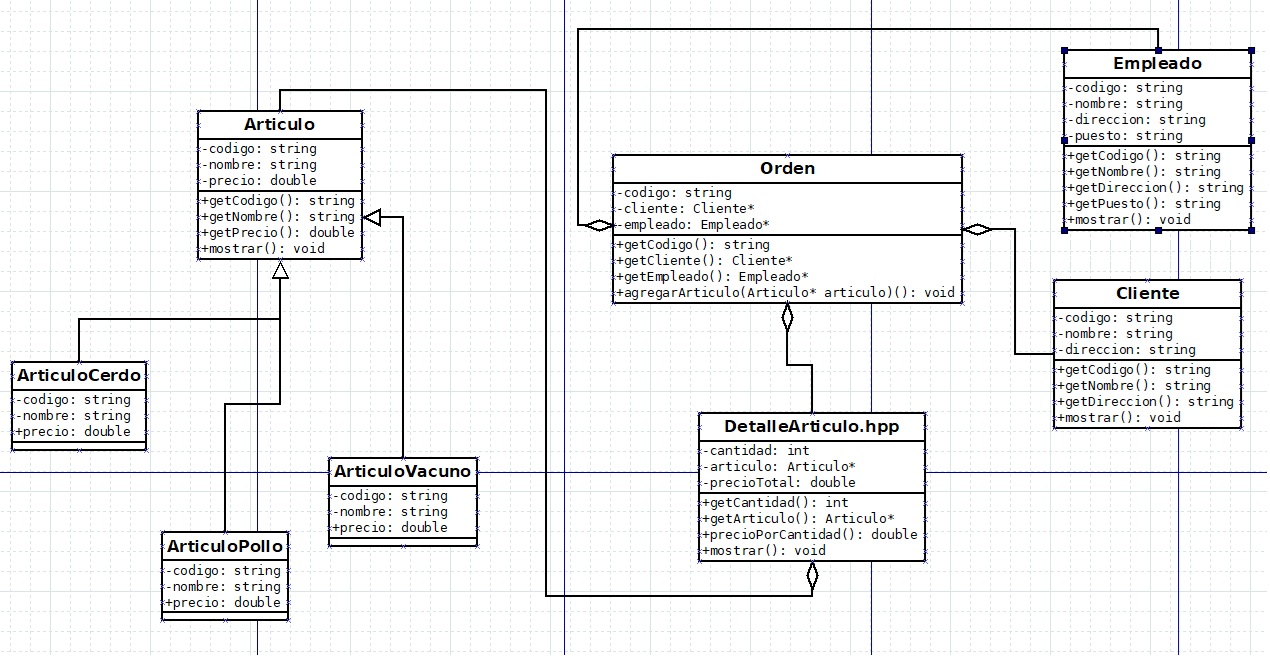 Articulo
-codigo: string
-nombre: string
-precio: double
+getCodigo(): string
+getNombre(): string
+getPrecio(): double
+mostrar(): void
ArticuloCerdo
-codigo: string
-nombre: string
+precio: double
ArticuloPollo
-codigo: string
-nombre: string
+precio: double
ArticuloVacuno
-codigo: string
-nombre: string
+precio: double
Orden
-codigo: string
-cliente: Cliente*
-empleado: Empleado*
+getCodigo(): string
+getCliente(): Cliente*
+getEmpleado(): Empleado*
+agregarArticulo(Articulo* articulo)(): void
DetalleArticulo.hpp
-cantidad: int
-articulo: Articulo*
-precioTotal: double
+getCantidad(): int
+getArticulo(): Articulo*
+precioPorCantidad(): double
+mostrar(): void
Empleado
-codigo: string
-nombre: string
-direccion: string
-puesto: string
+getCodigo(): string
+getNombre(): string
+getDireccion(): string
+getPuesto(): string
+mostrar(): void
Cliente
-codigo: string
-nombre: string
-direccion: string
+getCodigo(): string
+getNombre(): string
+getDireccion(): string
+mostrar(): void